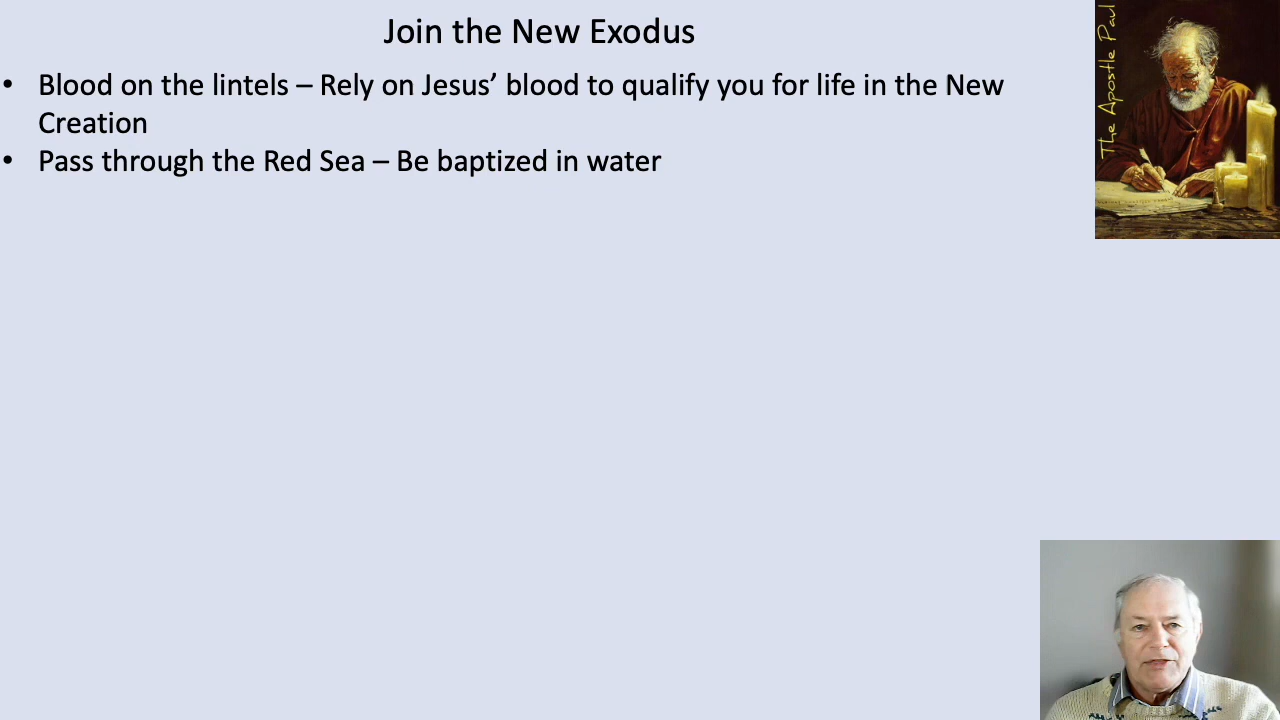 Join the New Exodus
• Blood on the lintels – Rely on Jesus’ blood to qualify you for life in the New
Creation
• Pass through the Red Sea – Be baptized in water
The Apostle Paul